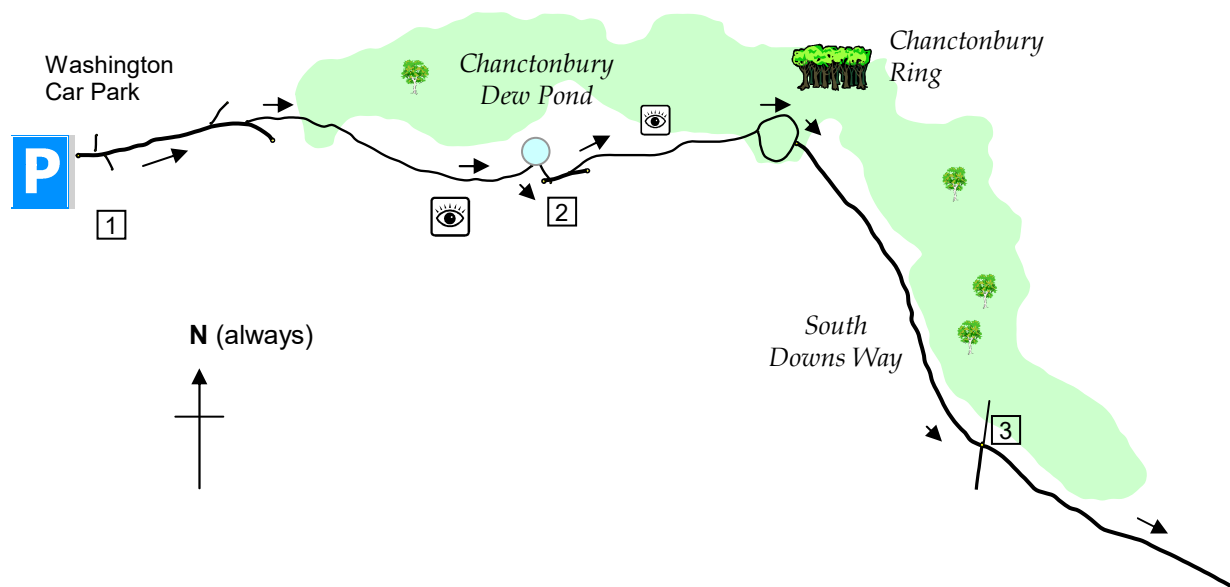 Washington
Car Park
P
1
Chanctonbury
Dew Pond
2
Chanctonbury
Ring
N (always)
South
Downs Way
3